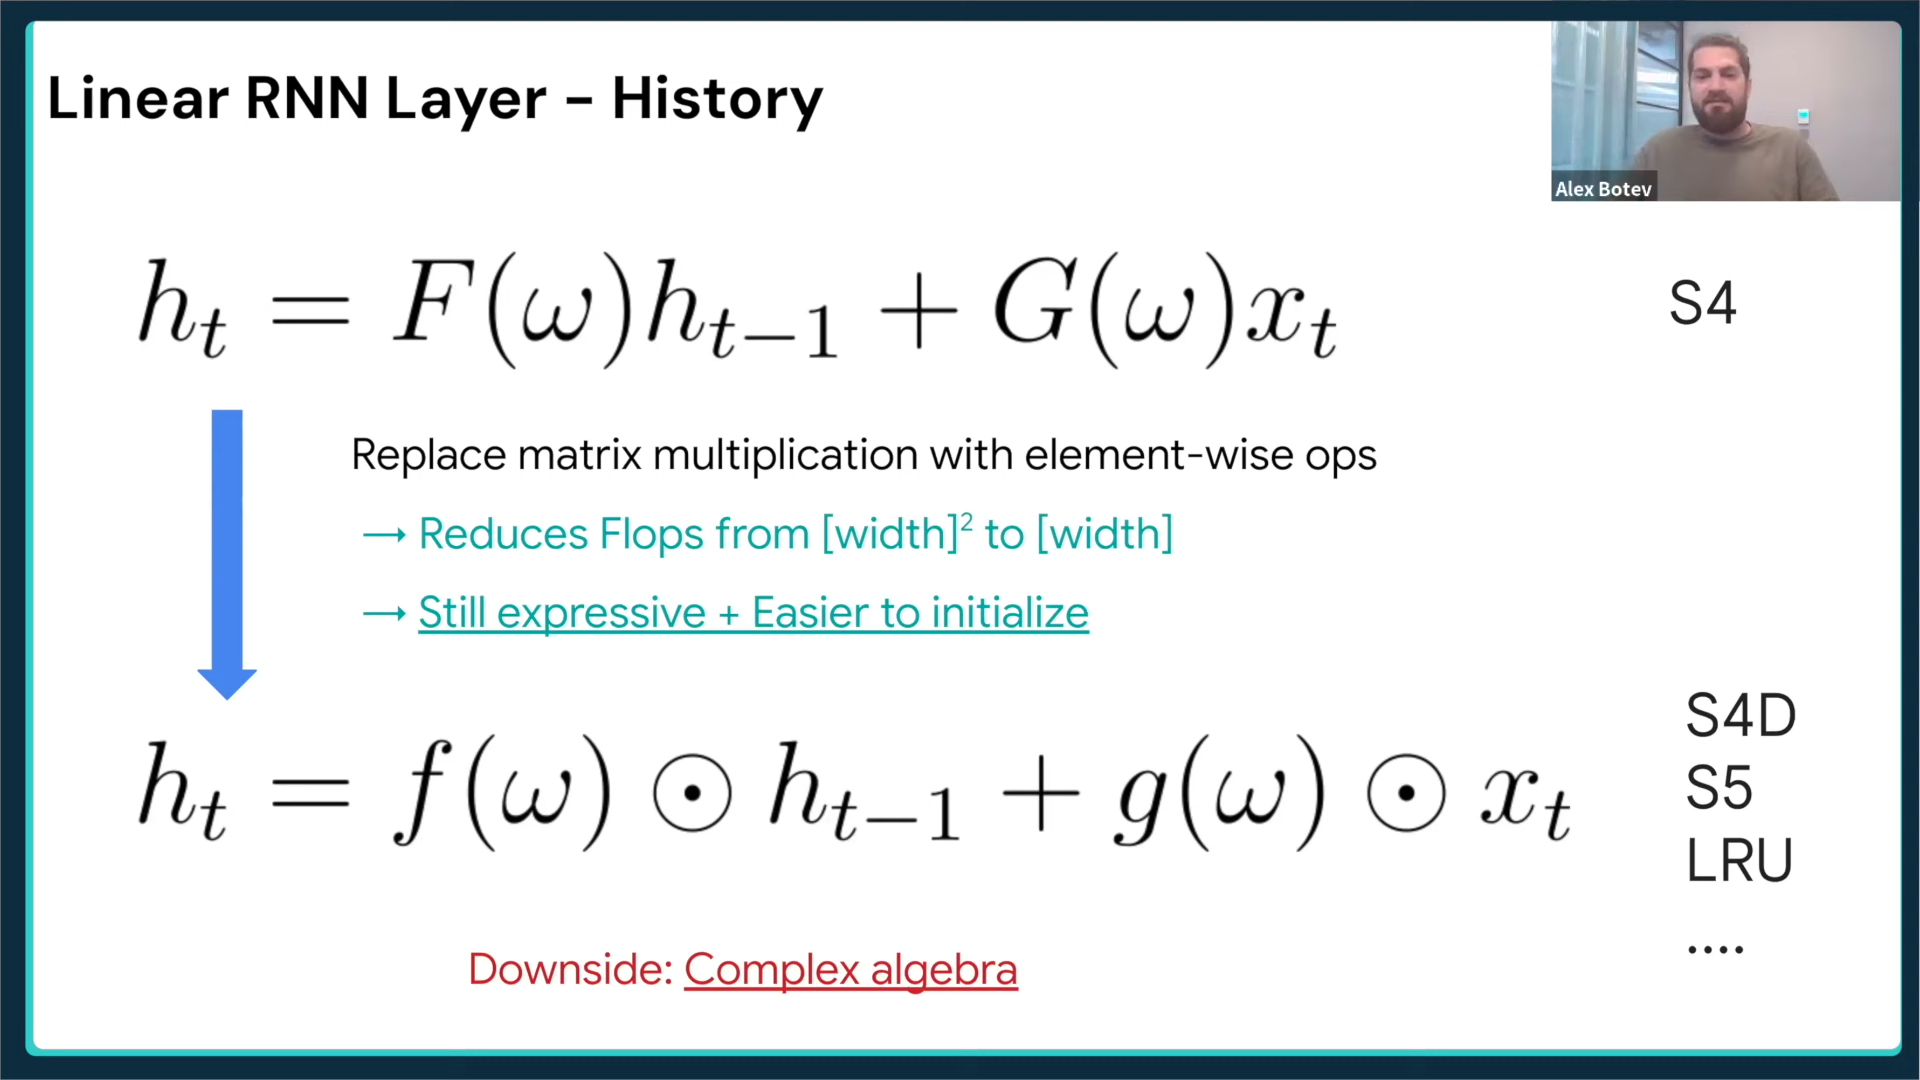 Linear RNN Layer - History
Alex Botev
h_t = F(ω)h_{t-1} + G(ω)x_t
S4
Replace matrix multiplication with element-wise ops
→ Reduces Flops from [width]² to [width]
→ Still expressive + Easier to initialize
h_t = f(ω) ⊙ h_{t-1} + g(ω) ⊙ x_t
S4D
S5
LRU
....
Downside: Complex algebra